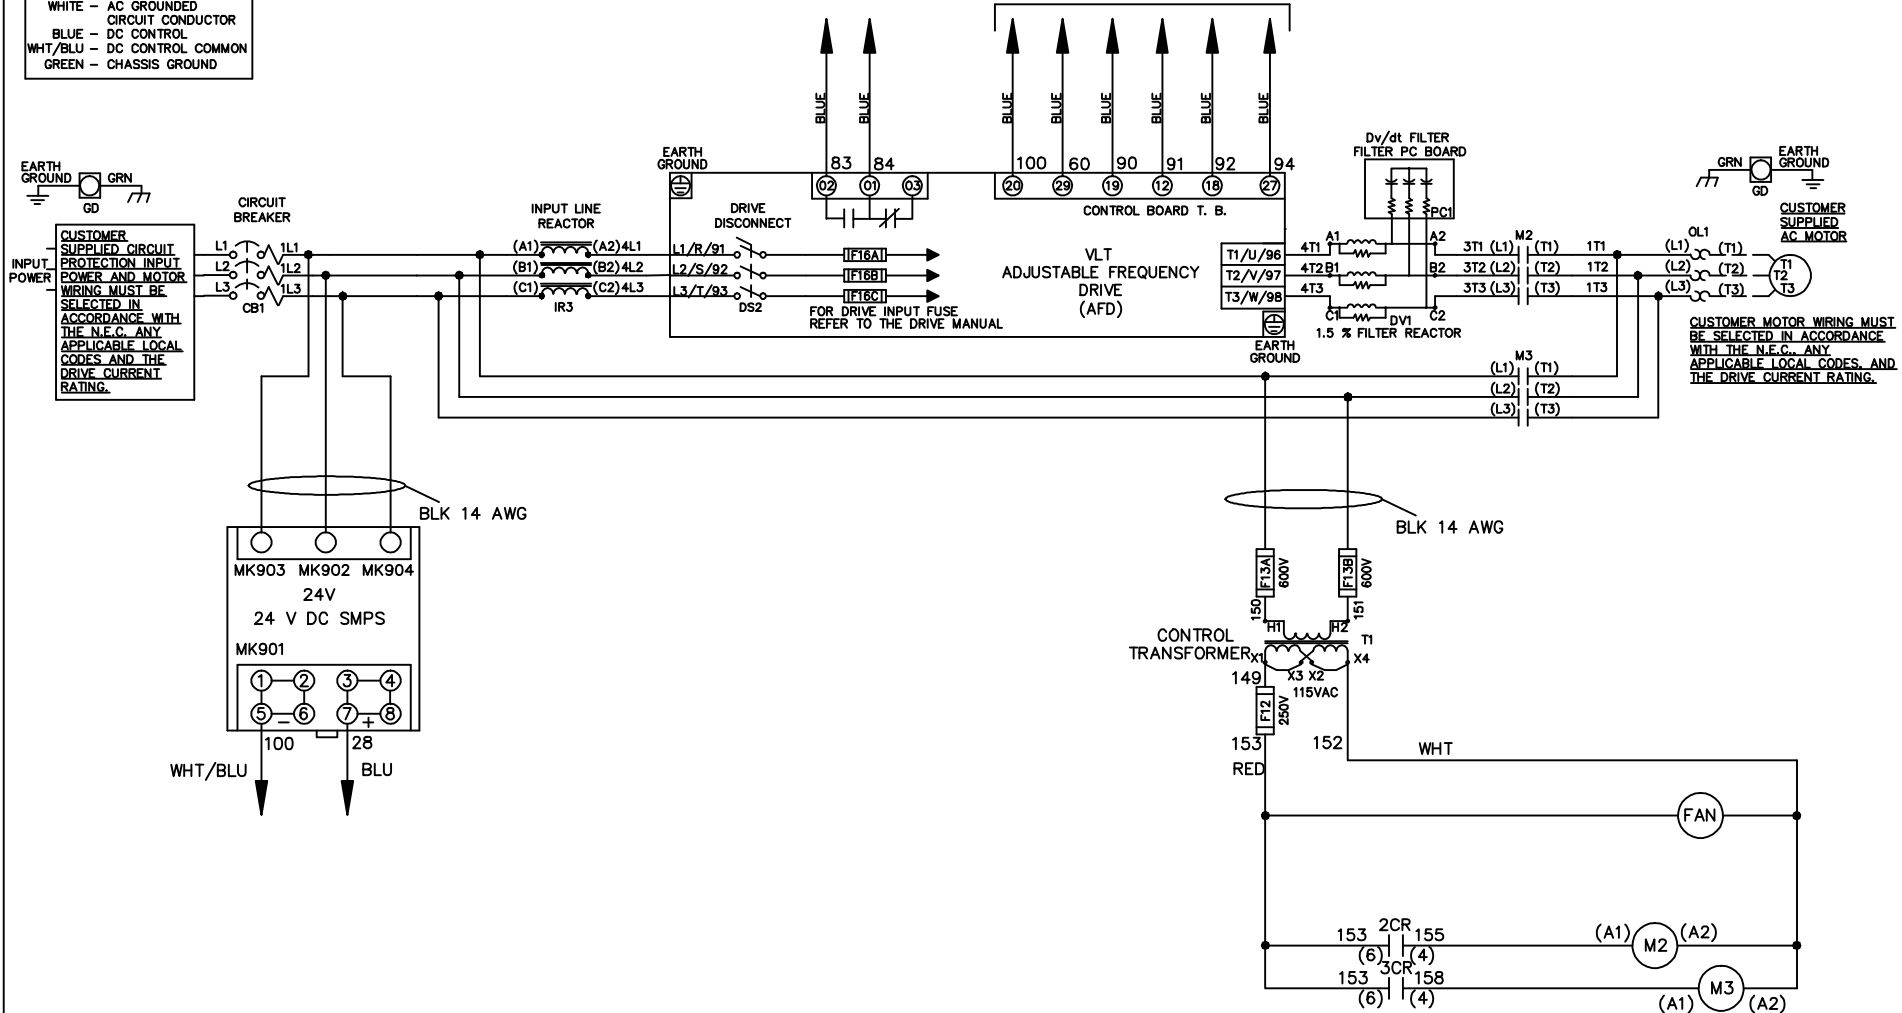 WHITE – AC GROUNDED
CIRCUIT CONDUCTOR
BLUE – DC CONTROL
WHT/BLU – DC CONTROL COMMON
GREEN – CHASSIS GROUND
BLUE
BLUE
BLUE
BLUE
BLUE
BLUE
BLUE
BLUE
EARTH
GROUND
GRN
GD
CIRCUIT
BREAKER
CUSTOMER
SUPPLIED CIRCUIT
PROTECTION INPUT
POWER AND MOTOR
WIRING MUST BE
SELECTED IN
ACCORDANCE WITH
THE N.E.C. ANY
APPLICABLE LOCAL
CODES AND THE
DRIVE CURRENT
RATING.
INPUT
POWER
L1 1L1
L2 1L2
L3 1L3
CB1
INPUT LINE
REACTOR
(A1) (A2) 4L1
(B1) (B2) 4L2
(C1) (C2) 4L3
IR3
EARTH
GROUND
83 84
02 01 03
DRIVE
DISCONNECT
L1/R/91
L2/S/92
L3/T/93
DS2
F16A
F16B
F16C
FOR DRIVE INPUT FUSE
REFER TO THE DRIVE MANUAL
100 60 90 91 92 94
20 29 19 12 18 27
CONTROL BOARD T. B.
VLT
ADJUSTABLE FREQUENCY
DRIVE
(AFD)
T1/U/96
T2/V/97
T3/W/98
EARTH
GROUND
Dv/dt FILTER
FILTER PC BOARD
PC1
4T1 A1 A2
4T2 B1 B2
4T3
C1 C2
DV1
1.5 % FILTER REACTOR
M2
3T1 (L1) (T1) 1T1
3T2 (L2) (T2) 1T2
3T3 (L3) (T3) 1T3
OL1
(L1) (T1)
(L2) (T2)
(L3) (T3)
T1
T2
T3
GRN
GD
EARTH
GROUND
CUSTOMER
SUPPLIED
AC MOTOR
CUSTOMER MOTOR WIRING MUST
BE SELECTED IN ACCORDANCE
WITH THE N.E.C., ANY
APPLICABLE LOCAL CODES, AND
THE DRIVE CURRENT RATING.
M3
(L1) (T1)
(L2) (T2)
(L3) (T3)
BLK 14 AWG
MK903 MK902 MK904
24V
24 V DC SMPS
MK901
1 2 3 4
5 – 6 7 + 8
100 28
WHT/BLU BLU
BLK 14 AWG
F13A 600V
F13B 600V
150 151
H1 H2
T1
CONTROL
TRANSFORMER
X1 X4
X3 X2
115VAC
149
F12 250V
153 152
RED
WHT
FAN
2CR
153 155
(6) (4)
(A1) M2 (A2)
3CR
153 158
(6) (4)
M3
(A1) (A2)